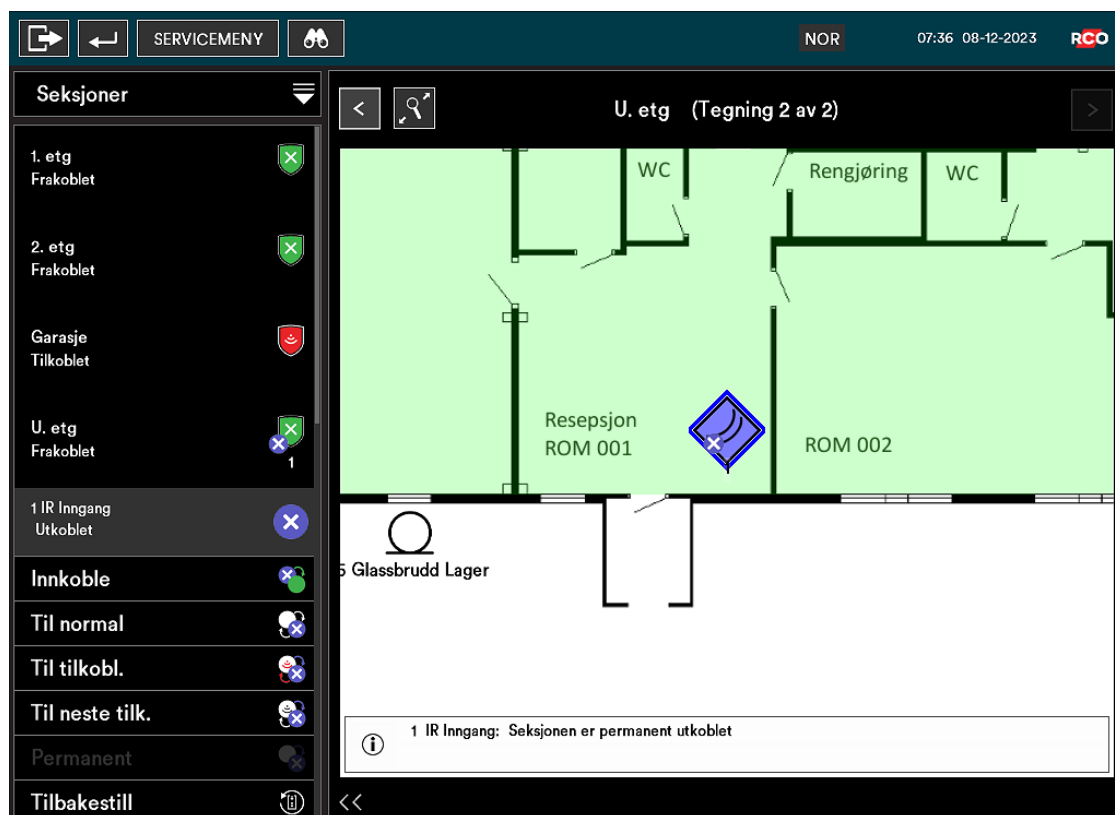 SERVICEMENY
NOR
07:36 08-12-2023
RCO
Seksjoner
U. etg (Tegning 2 av 2)
1. etg
Frakoblet
2. etg
Frakoblet
Garasje
Tilkoblet
U. etg
Frakoblet
1
1 IR Inngang
Utkoblet
Innkoble
Til normal
Til tilkobl.
Til neste tilk.
Permanent
Tilbakestill
WC
Rengjøring
WC
Resepsjon
ROM 001
ROM 002
5 Glassbrudd Lager
1 IR Inngang: Seksjonen er permanent utkoblet
<<